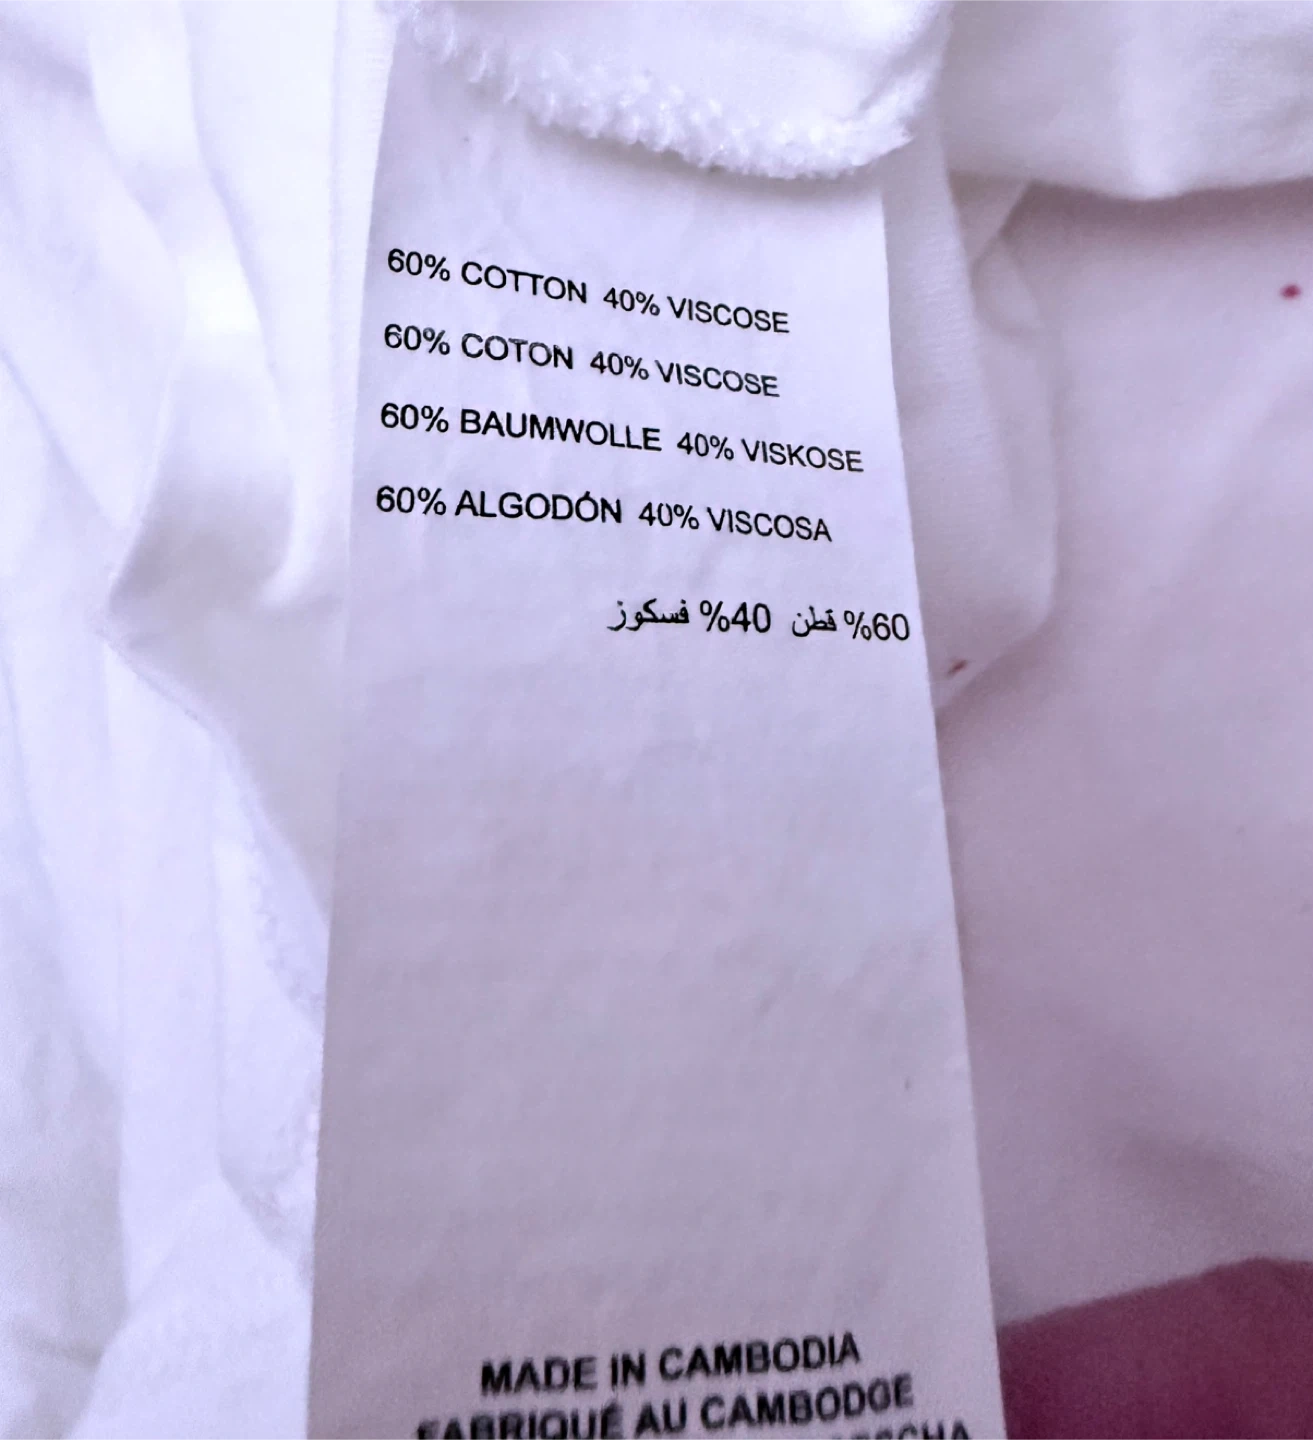 60% COTTON 40% VISCOSE
60% COTON 40% VISCOSE
60% BAUMWOLLE 40% VISKOSE
60% ALGODÓN 40% VISCOSA
60% قطن 40% فسكوز
MADE IN CAMBODIA
FABRIQUÉ AU CAMBODGE